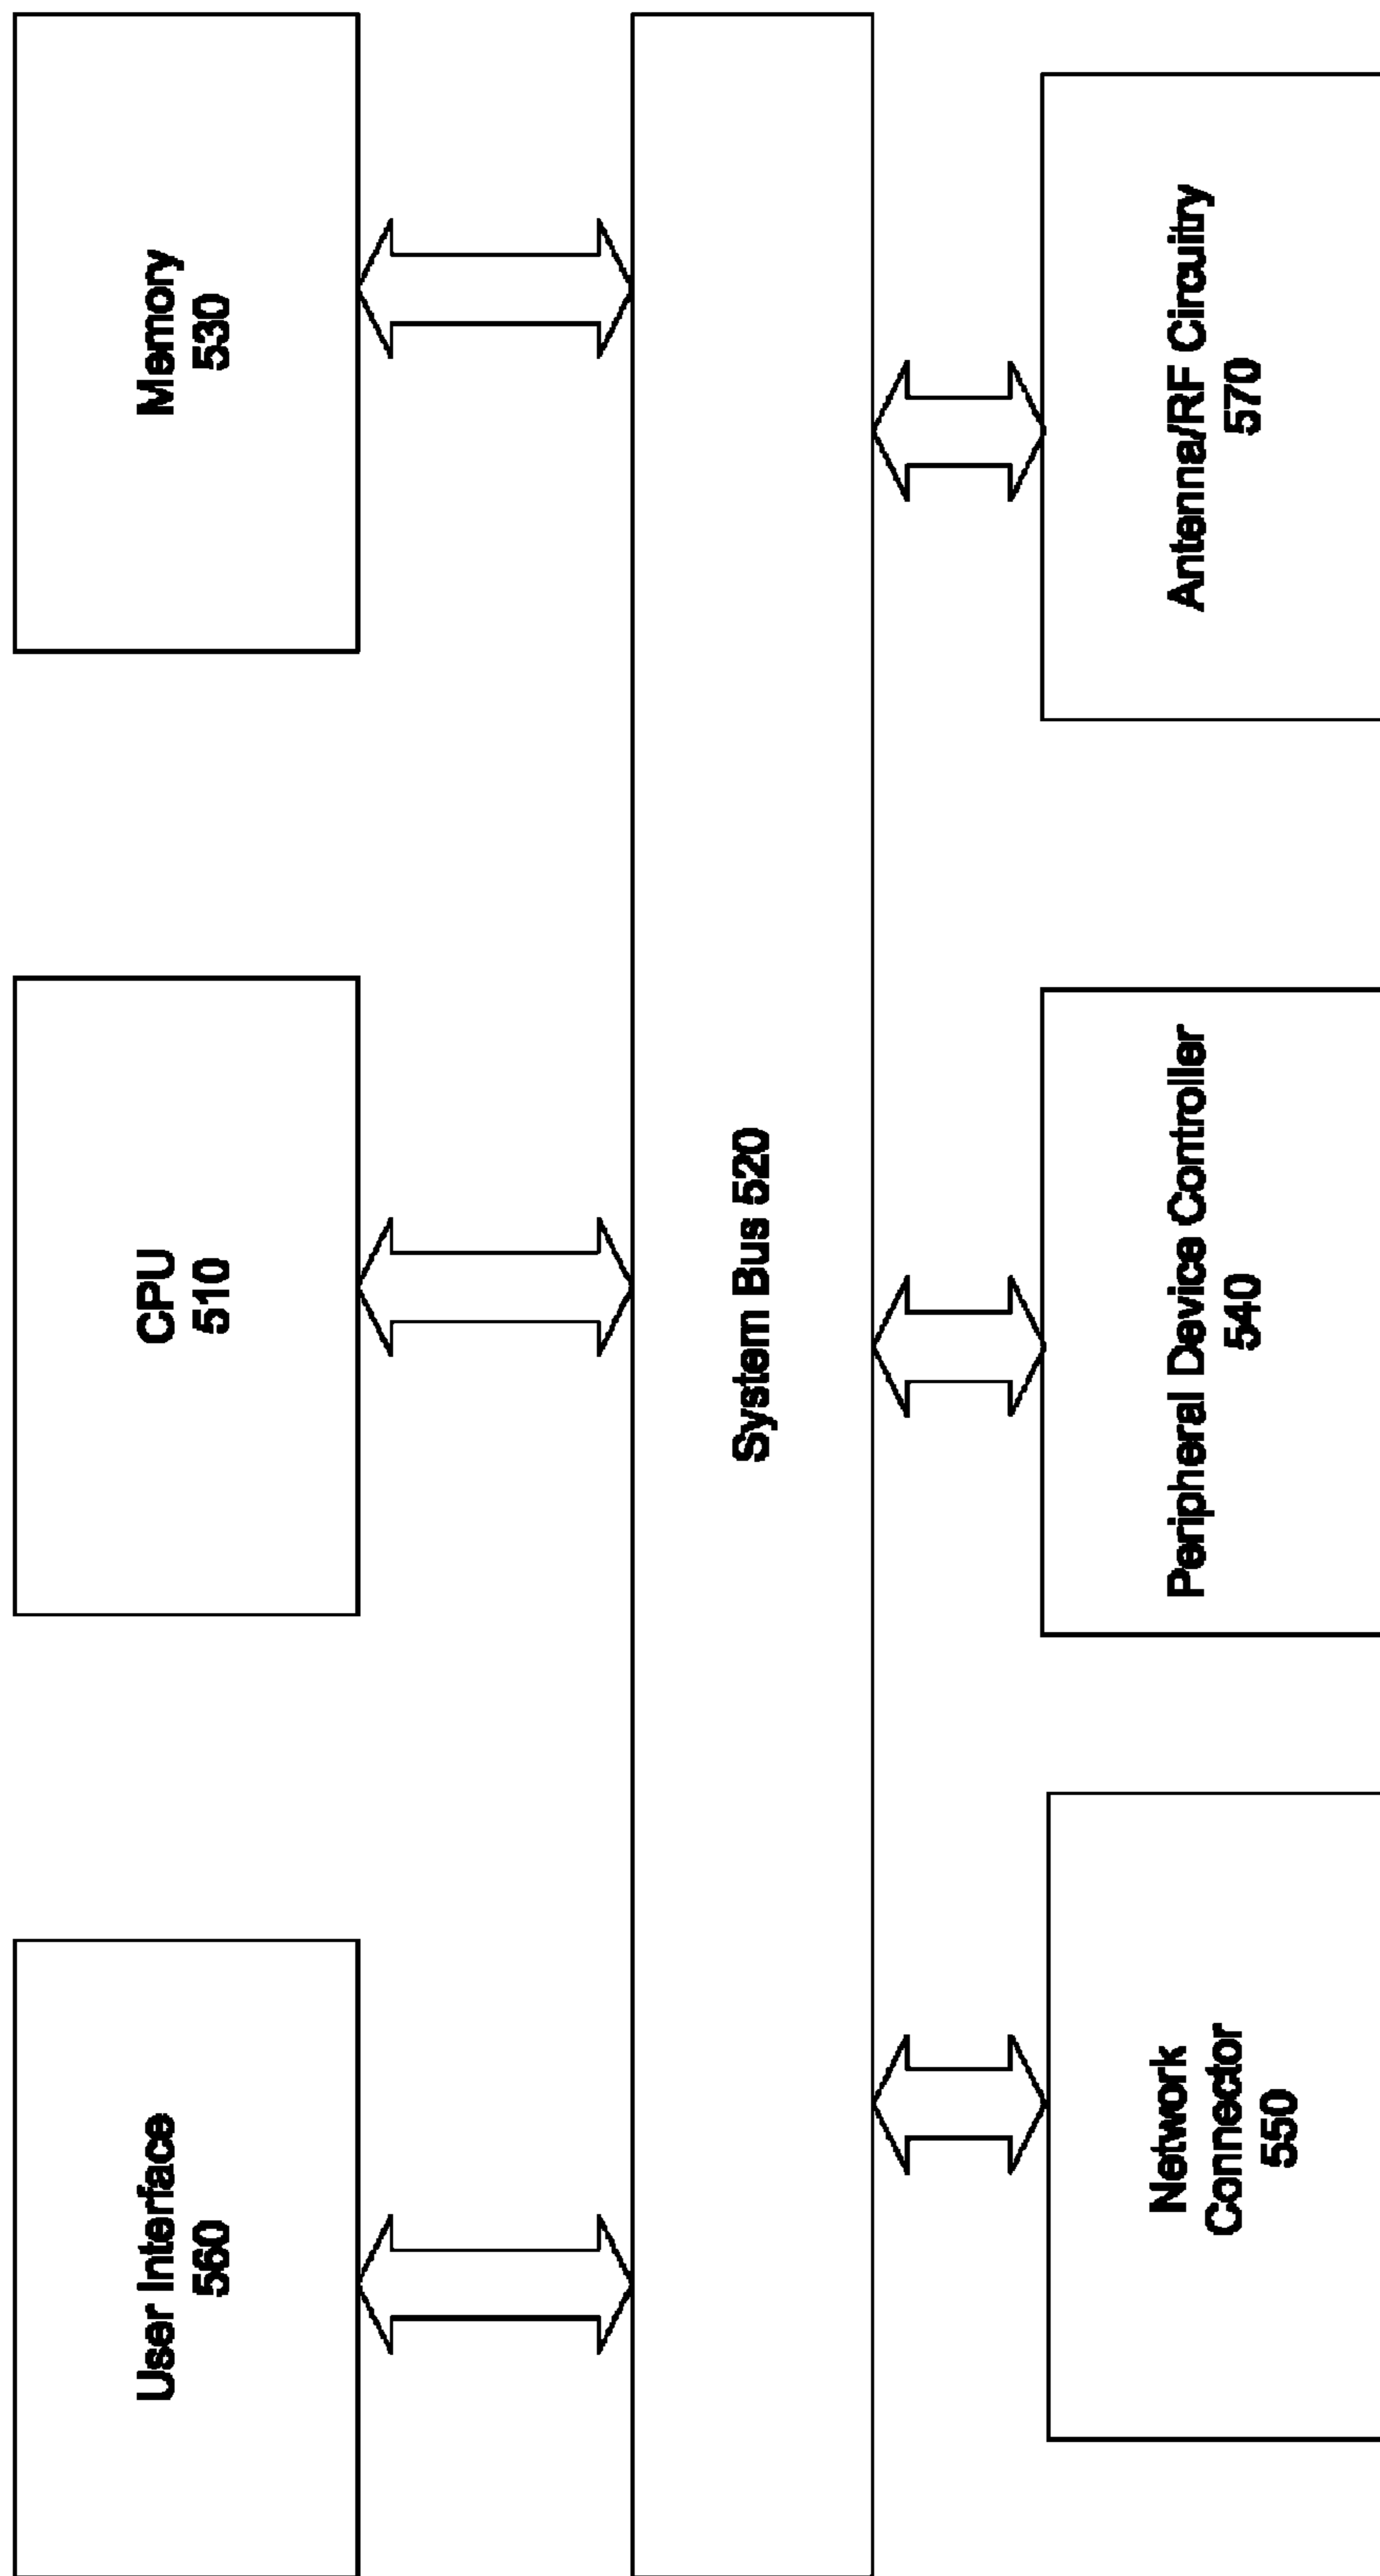 User Interface
560
CPU
510
Memory
530
System Bus 520
Network
Connector
550
Peripheral Device Controller
540
Antenna/RF Circuitry
570